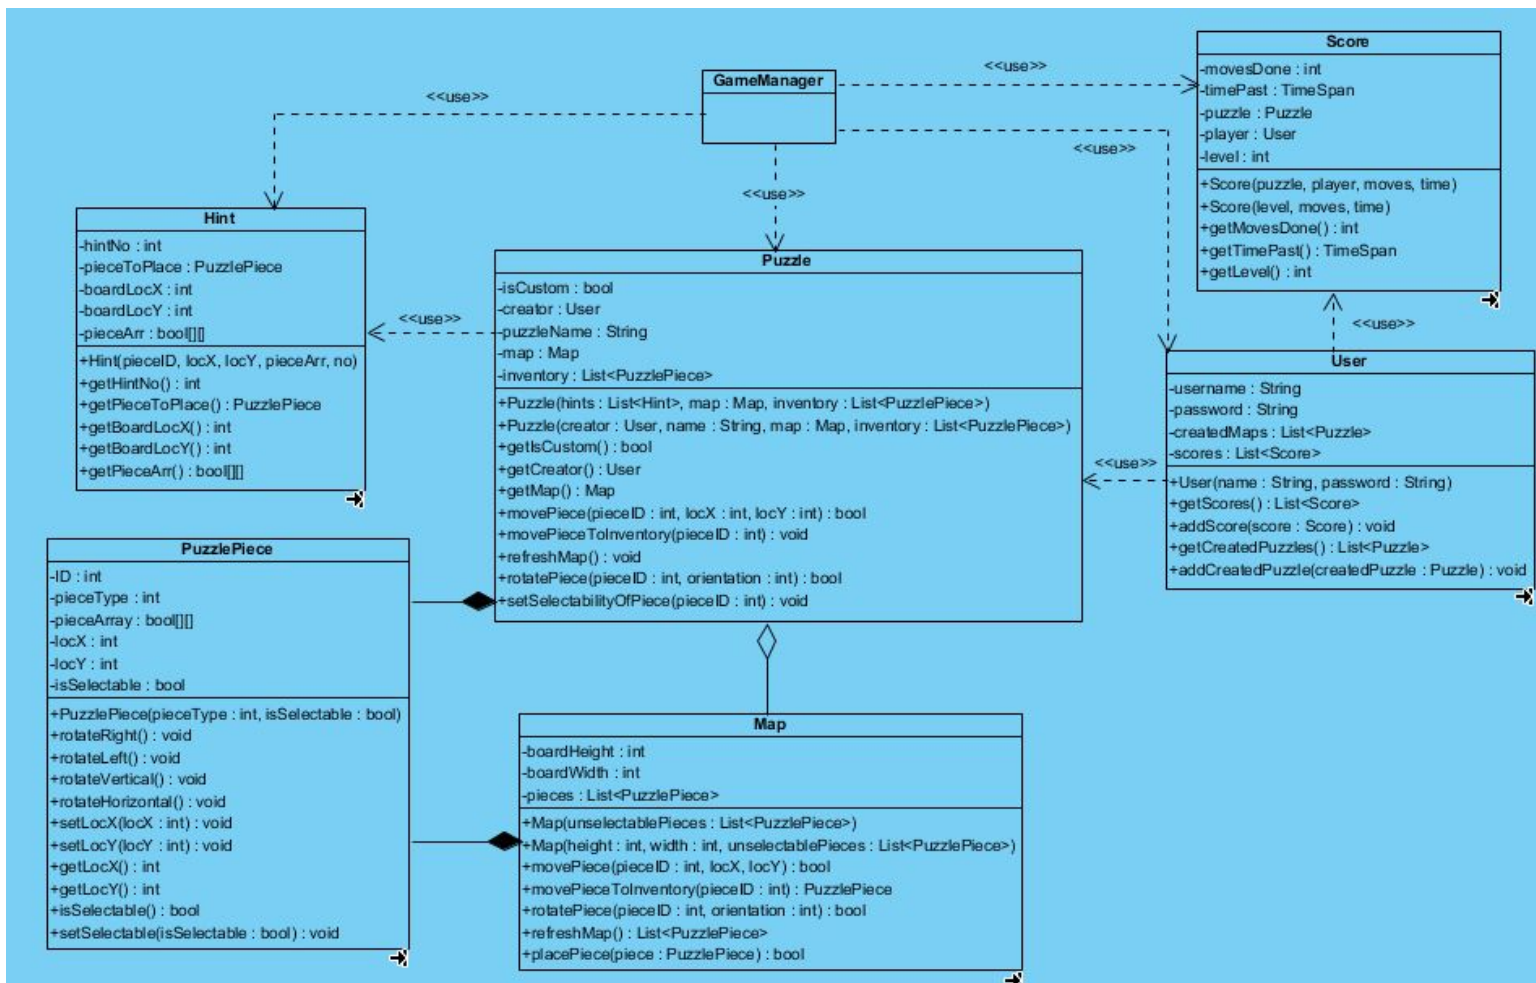 GameManager
<<use>>
<<use>>
<<use>>
<<use>>
Score
-movesDone : int
-timePast : TimeSpan
-puzzle : Puzzle
-player : User
-level : int
+Score(puzzle, player, moves, time)
+Score(level, moves, time)
+getMovesDone() : int
+getTimePast() : TimeSpan
+getLevel() : int
Hint
-hintNo : int
-pieceToPlace : PuzzlePiece
-boardLocX : int
-boardLocY : int
-pieceArr : bool[][]
+Hint(pieceID, locX, locY, pieceArr, no)
+getHintNo() : int
+getPieceToPlace() : PuzzlePiece
+getBoardLocX() : int
+getBoardLocY() : int
+getPieceArr() : bool[][]
<<use>>
Puzzle
-isCustom : bool
-creator : User
-puzzleName : String
-map : Map
-inventory : List<PuzzlePiece>
+Puzzle(hints : List<Hint>, map : Map, inventory : List<PuzzlePiece>)
+Puzzle(creator : User, name : String, map : Map, inventory : List<PuzzlePiece>)
+getIsCustom() : bool
+getCreator() : User
+getMap() : Map
+movePiece(pieceID : int, locX : int, locY : int) : bool
+movePieceToInventory(pieceID : int) : void
+refreshMap() : void
+rotatePiece(pieceID : int, orientation : int) : bool
+setSelectabilityOfPiece(pieceID : int) : void
<<use>>
<<use>>
User
-username : String
-password : String
-createdMaps : List<Puzzle>
-scores : List<Score>
+User(name : String, password : String)
+getScores() : List<Score>
+addScore(score : Score) : void
+getCreatedPuzzles() : List<Puzzle>
+addCreatedPuzzle(createdPuzzle : Puzzle) : void
PuzzlePiece
-ID : int
-pieceType : int
-pieceArray : bool[][]
-locX : int
-locY : int
-isSelectable : bool
+PuzzlePiece(pieceType : int, isSelectable : bool)
+rotateRight() : void
+rotateLeft() : void
+rotateVertical() : void
+rotateHorizontal() : void
+setLocX(locX : int) : void
+setLocY(locY : int) : void
+getLocX() : int
+getLocY() : int
+isSelectable() : bool
+setSelectable(isSelectable : bool) : void
Map
-boardHeight : int
-boardWidth : int
-pieces : List<PuzzlePiece>
+Map(unselectablePieces : List<PuzzlePiece>)
+Map(height : int, width : int, unselectablePieces : List<PuzzlePiece>)
+movePiece(pieceID : int, locX, locY) : bool
+movePieceToInventory(pieceID : int) : PuzzlePiece
+rotatePiece(pieceID : int, orientation : int) : bool
+refreshMap() : List<PuzzlePiece>
+placePiece(piece : PuzzlePiece) : bool